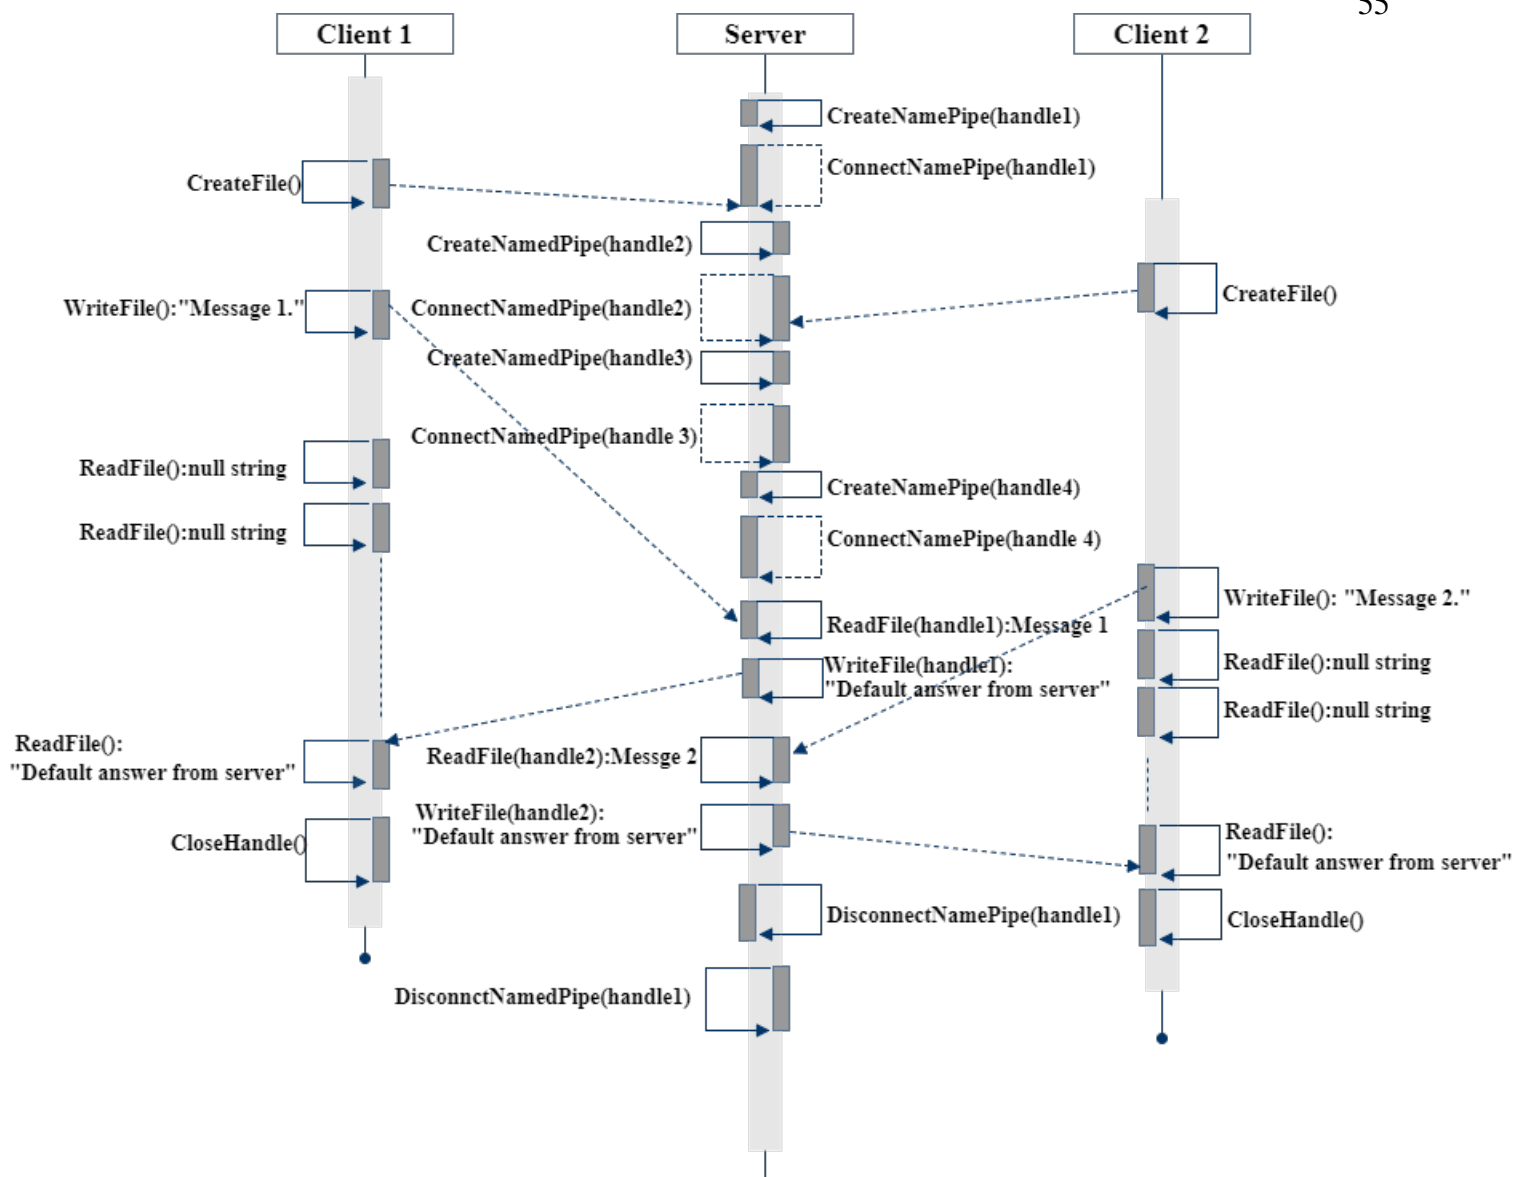 55
Client 1
Server
Client 2
CreateNamePipe(handle1)
ConnectNamePipe(handle1)
CreateFile()
CreateNamedPipe(handle2)
CreateFile()
WriteFile():"Message 1."
ConnectNamedPipe(handle2)
CreateNamedPipe(handle3)
ConnectNamedPipe(handle 3)
ReadFile():null string
CreateNamePipe(handle4)
ReadFile():null string
ConnectNamePipe(handle 4)
WriteFile(): "Message 2."
ReadFile(handle1):Message 1
WriteFile(handle1):
"Default answer from server"
ReadFile():null string
ReadFile():null string
ReadFile():
"Default answer from server"
ReadFile(handle2):Messge 2
WriteFile(handle2):
"Default answer from server"
ReadFile():
"Default answer from server"
CloseHandle()
DisconnectNamePipe(handle1)
CloseHandle()
DisconnctNamedPipe(handle1)